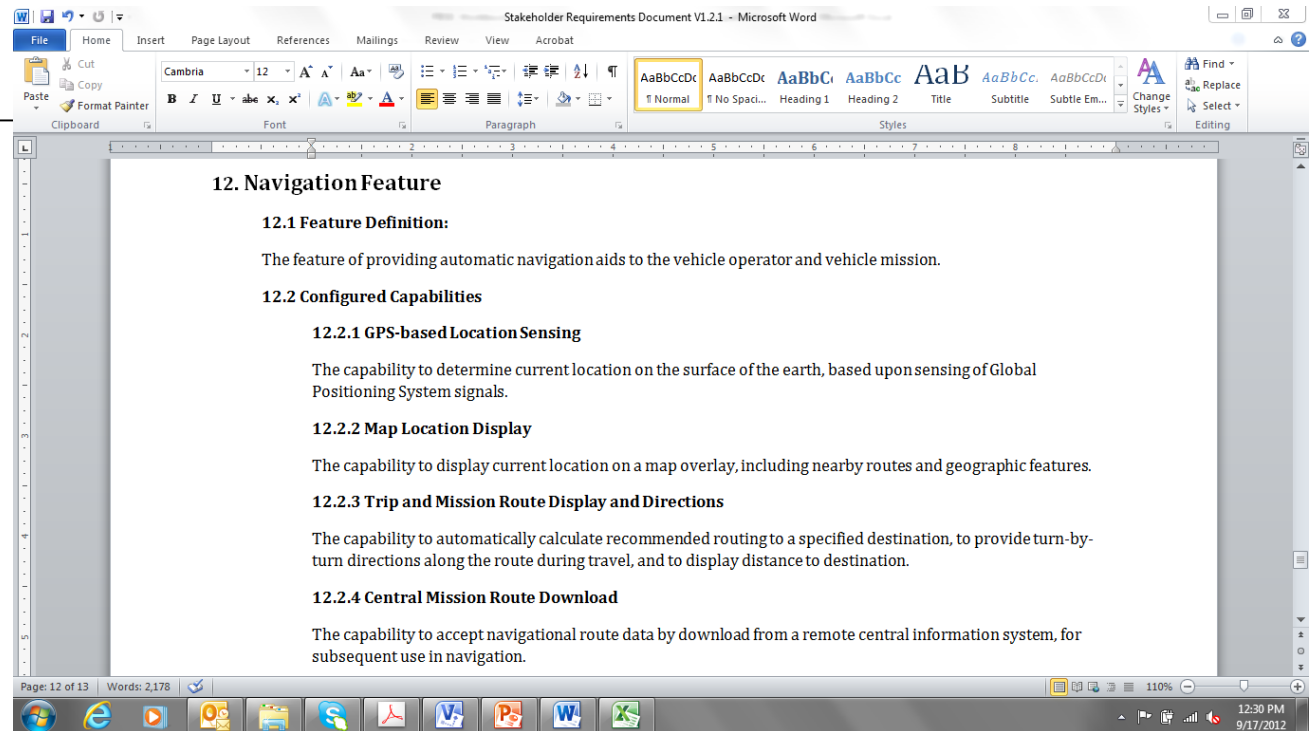 Stakeholder Requirements Document V1.2.1 - Microsoft Word
File Home Insert Page Layout References Mailings Review View Acrobat
Cut
Copy
Format Painter
Paste
Clipboard
Cambria 12
Font
Paragraph
AaBbCcDc AaBbCcDc AaBbC AaBbCc AaB AaBbCc. AaBbCcDc
¶ Normal ¶ No Spaci... Heading 1 Heading 2 Title Subtitle Subtle Em...
Change
Styles
Styles
Find
Replace
Select
Editing
1 2 3 4 5 6 7 8
12. Navigation Feature
12.1 Feature Definition:
The feature of providing automatic navigation aids to the vehicle operator and vehicle mission.
12.2 Configured Capabilities
12.2.1 GPS-based Location Sensing
The capability to determine current location on the surface of the earth, based upon sensing of Global
Positioning System signals.
12.2.2 Map Location Display
The capability to display current location on a map overlay, including nearby routes and geographic features.
12.2.3 Trip and Mission Route Display and Directions
The capability to automatically calculate recommended routing to a specified destination, to provide turn-by-
turn directions along the route during travel, and to display distance to destination.
12.2.4 Central Mission Route Download
The capability to accept navigational route data by download from a remote central information system, for
subsequent use in navigation.
Page: 12 of 13 Words: 2,178 110%
12:30 PM
9/17/2012